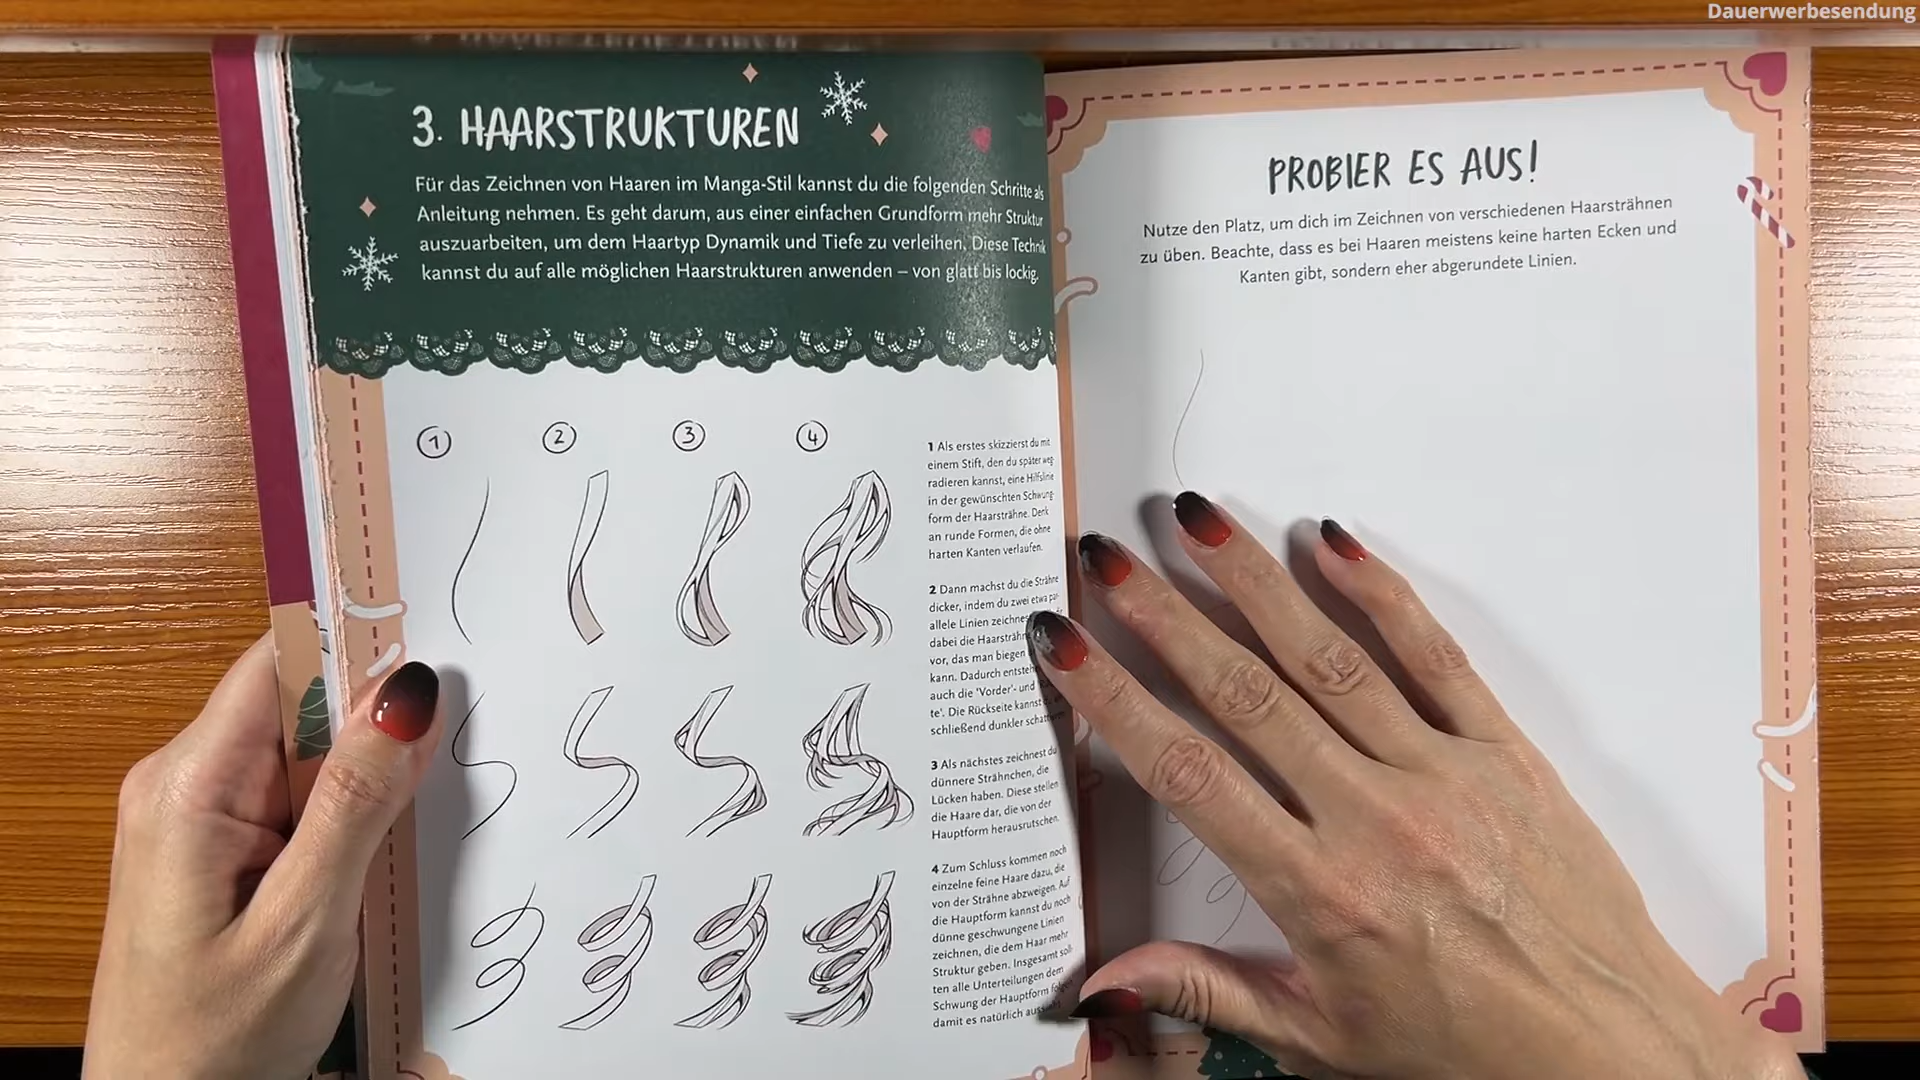 Dauerwerbesendung
3. HAARSTRUKTUREN
Für das Zeichnen von Haaren im Manga-Stil kannst du die folgenden Schritte als
Anleitung nehmen. Es geht darum, aus einer einfachen Grundform mehr Struktur
auszuarbeiten, um dem Haartyp Dynamik und Tiefe zu verleihen. Diese Technik
kannst du auf alle möglichen Haarstrukturen anwenden – von glatt bis lockig.
1 2 3 4
1 Als erstes skizzierst du mit
einem Stift, den du später weg
radieren kannst, eine Hilfslinie
in der gewünschten Schwung-
form der Haarsträhne. Denk
an runde Formen, die ohne
harten Kanten verlaufen.
2 Dann machst du die Strähne
dicker, indem du zwei etwa par-
allele Linien zeichnest
dabei die Haarsträhn
vor, das man biegen
kann. Dadurch entsteh
auch die 'Vorder'- und
te'. Die Rückseite kannst
schließend dunkler schat
3 Als nächstes zeichnest du
dünnere Strähnchen, die
Lücken haben. Diese stellen
die Haare dar, die von der
Hauptform herausrutschen.
4 Zum Schluss kommen noch
einzelne feine Haare dazu, die
von der Strähne abzweigen. Auf
die Hauptform kannst du noch
dünne geschwungene Linien
zeichnen, die dem Haar mehr
Struktur geben. Insgesamt soll-
ten alle Unterteilungen dem
Schwung der Hauptform folgen
damit es natürlich aus
PROBIER ES AUS!
Nutze den Platz, um dich im Zeichnen von verschiedenen Haarsträhnen
zu üben. Beachte, dass es bei Haaren meistens keine harten Ecken und
Kanten gibt, sondern eher abgerundete Linien.